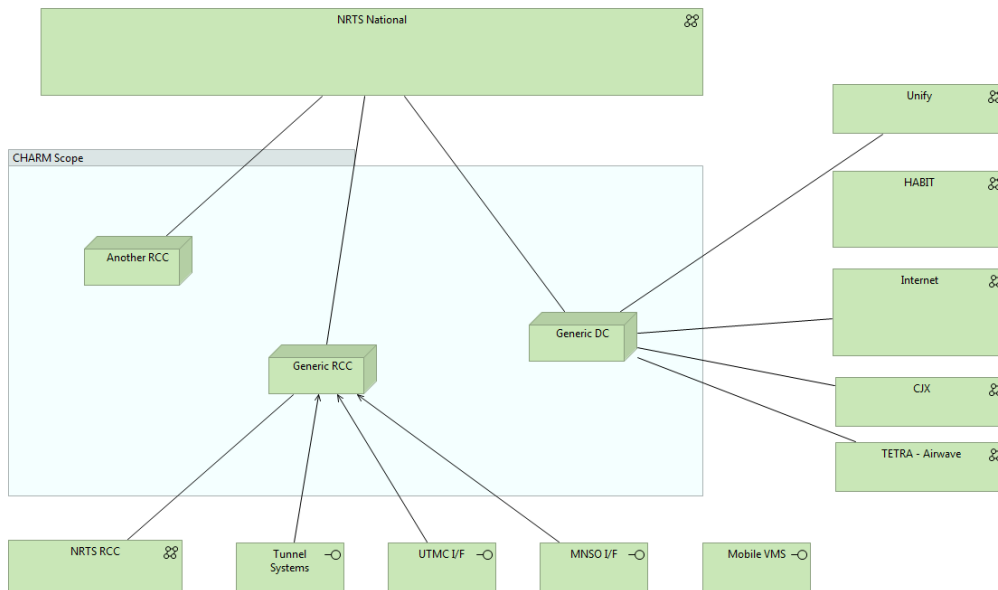 NRTS National
Unify
CHARM Scope
HABIT
Another RCC
Internet
Generic DC
Generic RCC
CJX
TETRA - Airwave
NRTS RCC
Tunnel
Systems
UTMC I/F
MNSO I/F
Mobile VMS